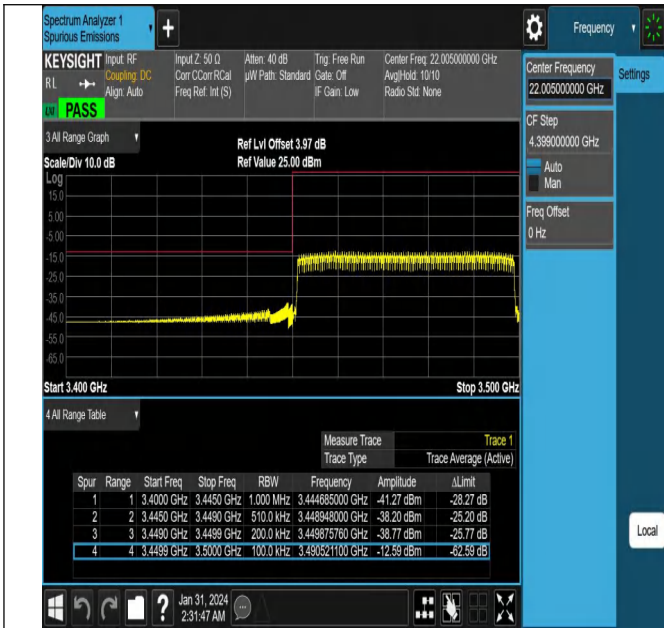 Spectrum Analyzer 1
Spurious Emissions
Frequency
KEYSIGHT Input: RF Input Z: 50 Ω Atten: 40 dB Trig: Free Run Center Freq: 22.005000000 GHz
RL Coupling: DC Corr CCorr RCal µW Path: Standard Gate: Off Avg|Hold: 10/10
Align: Auto Freq Ref: Int (S) IF Gain: Low Radio Std: None
PASS
Center Frequency
22.005000000 GHz
Settings
CF Step
4.399000000 GHz
Auto
Man
Freq Offset
0 Hz
3 All Range Graph
Ref Lvl Offset 3.97 dB
Scale/Div 10.0 dB Ref Value 25.00 dBm
Log
15.0
5.00
-5.00
-15.0
-25.0
-35.0
-45.0
-55.0
-65.0
Start 3.400 GHz Stop 3.500 GHz
4 All Range Table
Measure Trace Trace 1
Trace Type Trace Average (Active)
Spur Range Start Freq Stop Freq RBW Frequency Amplitude ΔLimit
1 1 3.4000 GHz 3.4450 GHz 1.000 MHz 3.444685000 GHz -41.27 dBm -28.27 dB
2 2 3.4450 GHz 3.4490 GHz 510.0 kHz 3.448948000 GHz -38.20 dBm -25.20 dB
3 3 3.4490 GHz 3.4499 GHz 200.0 kHz 3.449875760 GHz -38.77 dBm -25.77 dB
4 4 3.4499 GHz 3.5000 GHz 100.0 kHz 3.490521100 GHz -12.59 dBm -62.59 dB
Local
Jan 31, 2024
2:31:47 AM